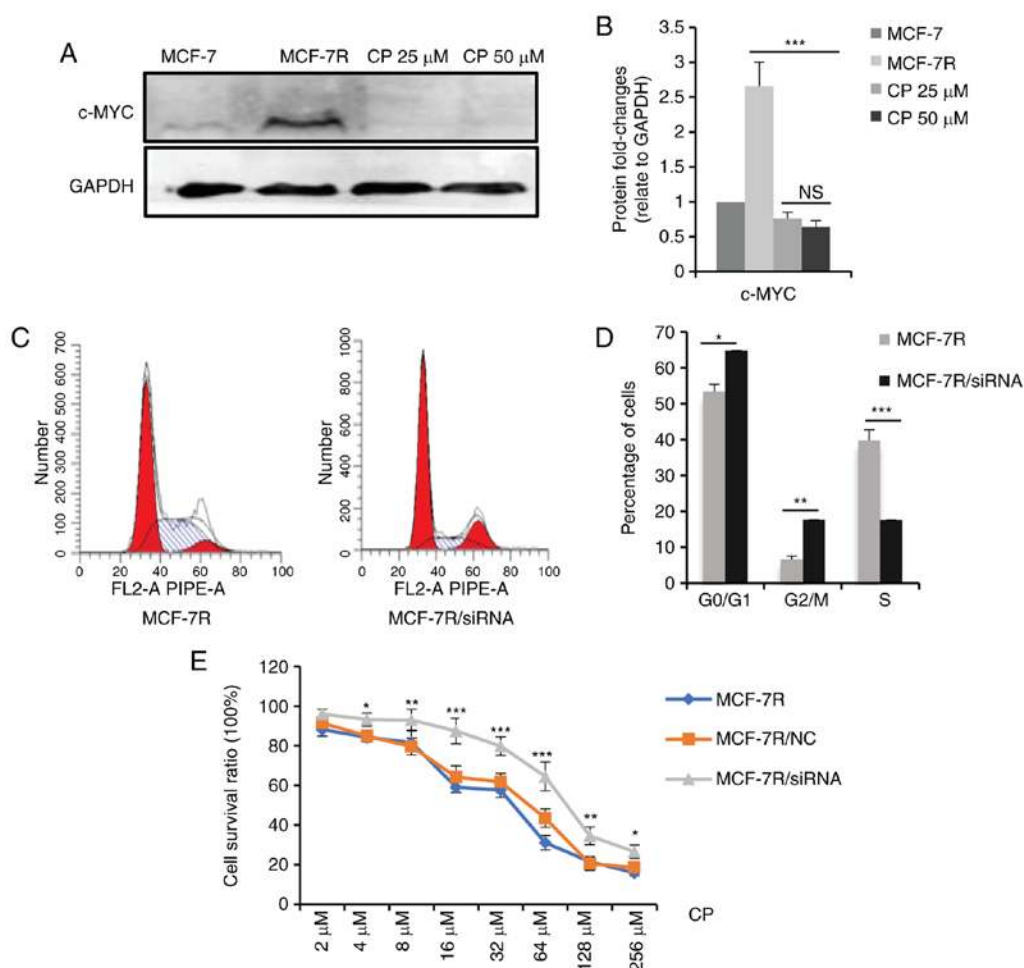 A
MCF-7 MCF-7R CP 25 μM CP 50 μM
c-MYC
GAPDH
B
Protein fold-changes
(relate to GAPDH)
3.5
3
2.5
2
1.5
1
0.5
0
***
NS
c-MYC
MCF-7
MCF-7R
CP 25 μM
CP 50 μM
C
Number
700
600
500
400
300
200
100
0
0 20 40 60 80 100
FL2-A PIPE-A
MCF-7R
Number
1000
800
600
400
200
0
0 20 40 60 80 100
FL2-A PIPE-A
MCF-7R/siRNA
D
Percentage of cells
70
60
50
40
30
20
10
0
*
**
***
G0/G1 G2/M S
MCF-7R
MCF-7R/siRNA
E
Cell survival ratio (100%)
120
100
80
60
40
20
0
* ** *** *** *** ** *
2 μM 4 μM 8 μM 16 μM 32 μM 64 μM 128 μM 256 μM
CP
MCF-7R
MCF-7R/NC
MCF-7R/siRNA